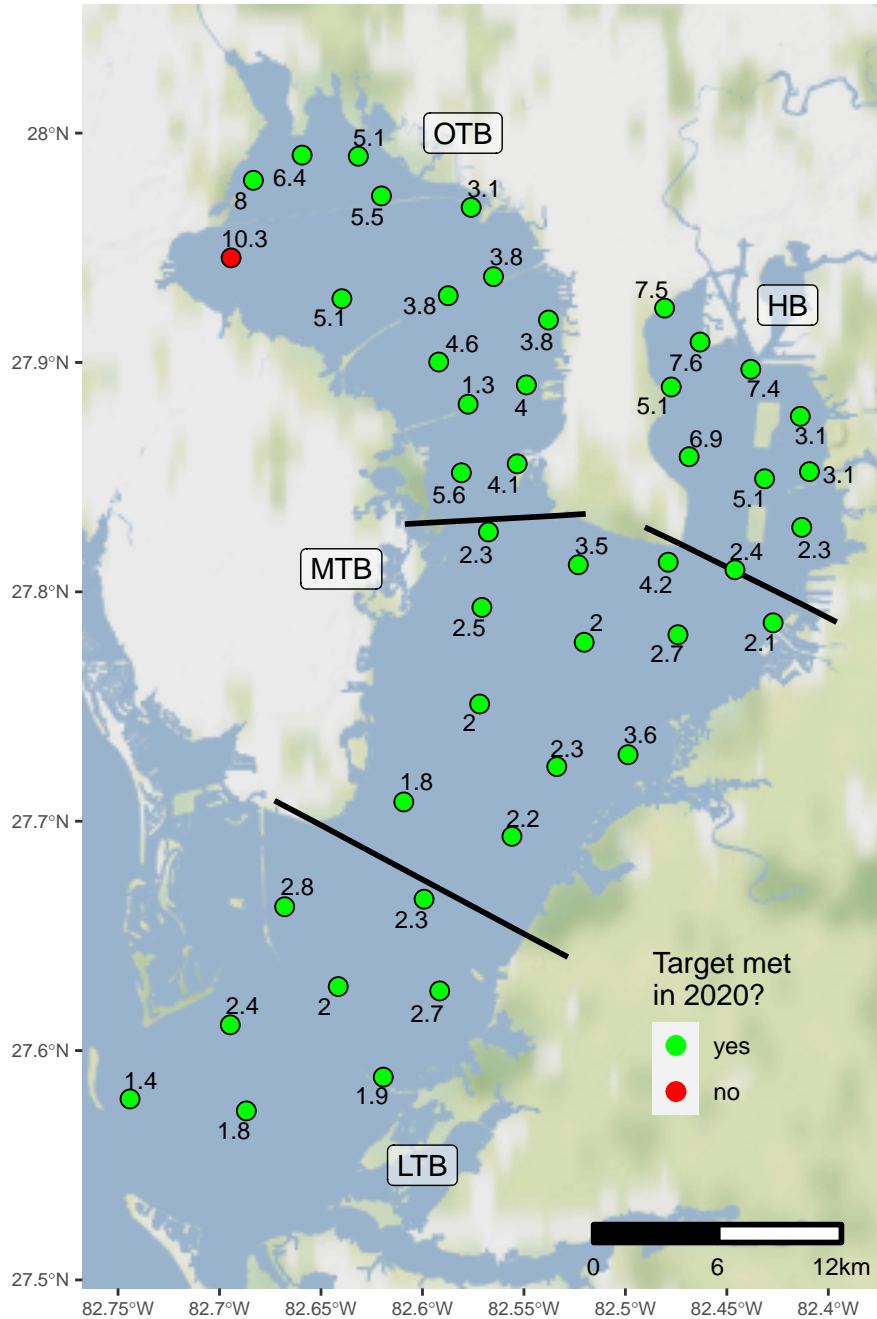 28°N
OTB
5.1
6.4
8
5.5
3.1
10.3
3.8
3.8
5.1
3.8
7.5
HB
27.9°N
4.6
7.6
1.3
4
5.1
7.4
3.1
6.9
5.6
4.1
5.1
3.1
2.3
3.5
2.4
2.3
MTB
4.2
27.8°N
2.5
2
2.7
2.1
2
2.3
3.6
1.8
27.7°N
2.2
2.8
2.3
Target met
in 2020?
2.4
2
2.7
yes
27.6°N
1.4
1.9
no
1.8
LTB
0 6 12km
27.5°N
82.75°W 82.7°W 82.65°W 82.6°W 82.55°W 82.5°W 82.45°W 82.4°W